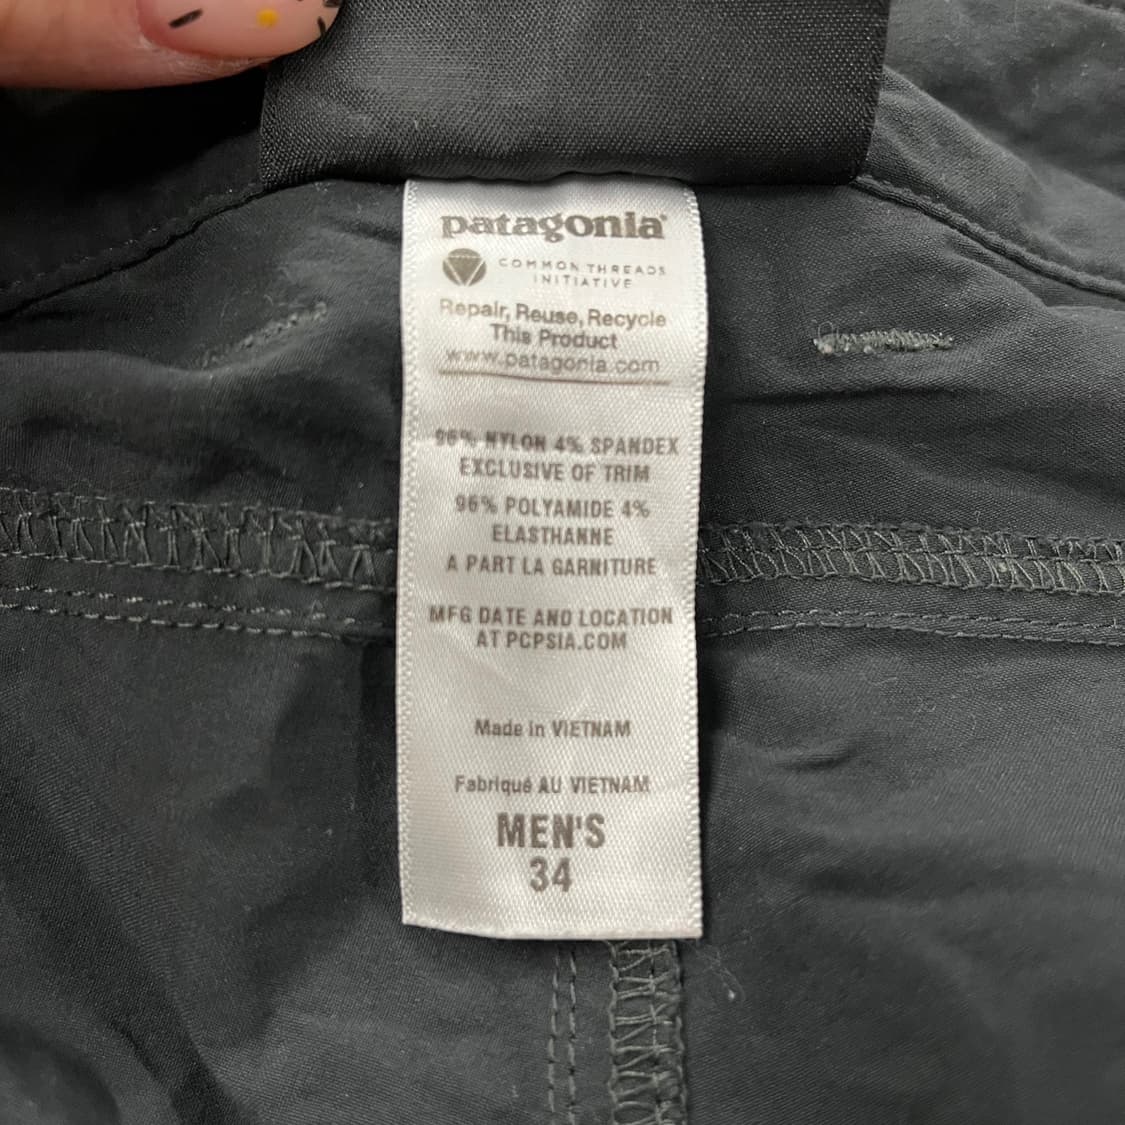 patagonia®
COMMON THREADS
INITIATIVE
Repair, Reuse, Recycle
This Product
www.patagonia.com
96% NYLON 4% SPANDEX
EXCLUSIVE OF TRIM
96% POLYAMIDE 4%
ELASTHANNE
A PART LA GARNITURE
MFG DATE AND LOCATION
AT PCPSIA.COM
Made in VIETNAM
Fabriqué AU VIETNAM
MEN'S
34